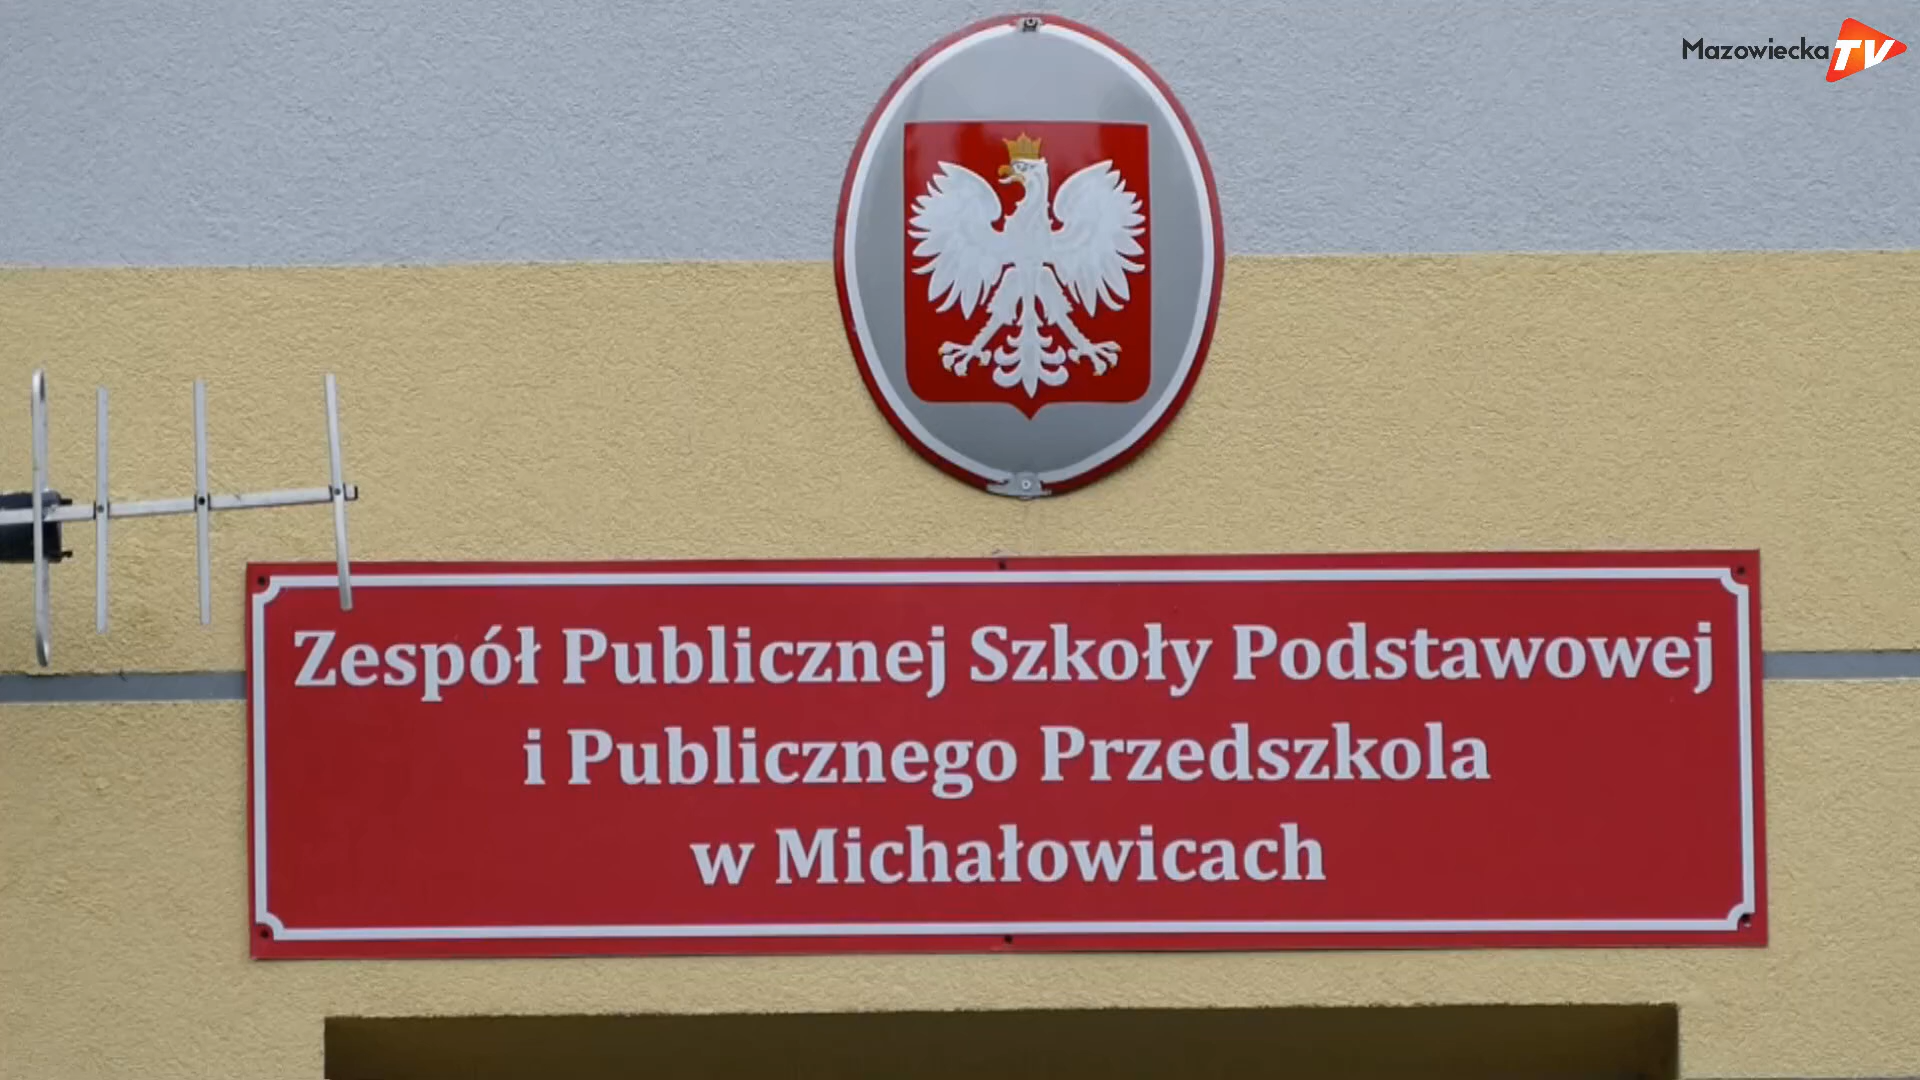 Mazowiecka TV
Zespół Publicznej Szkoły Podstawowej
i Publicznego Przedszkola
w Michałowicach